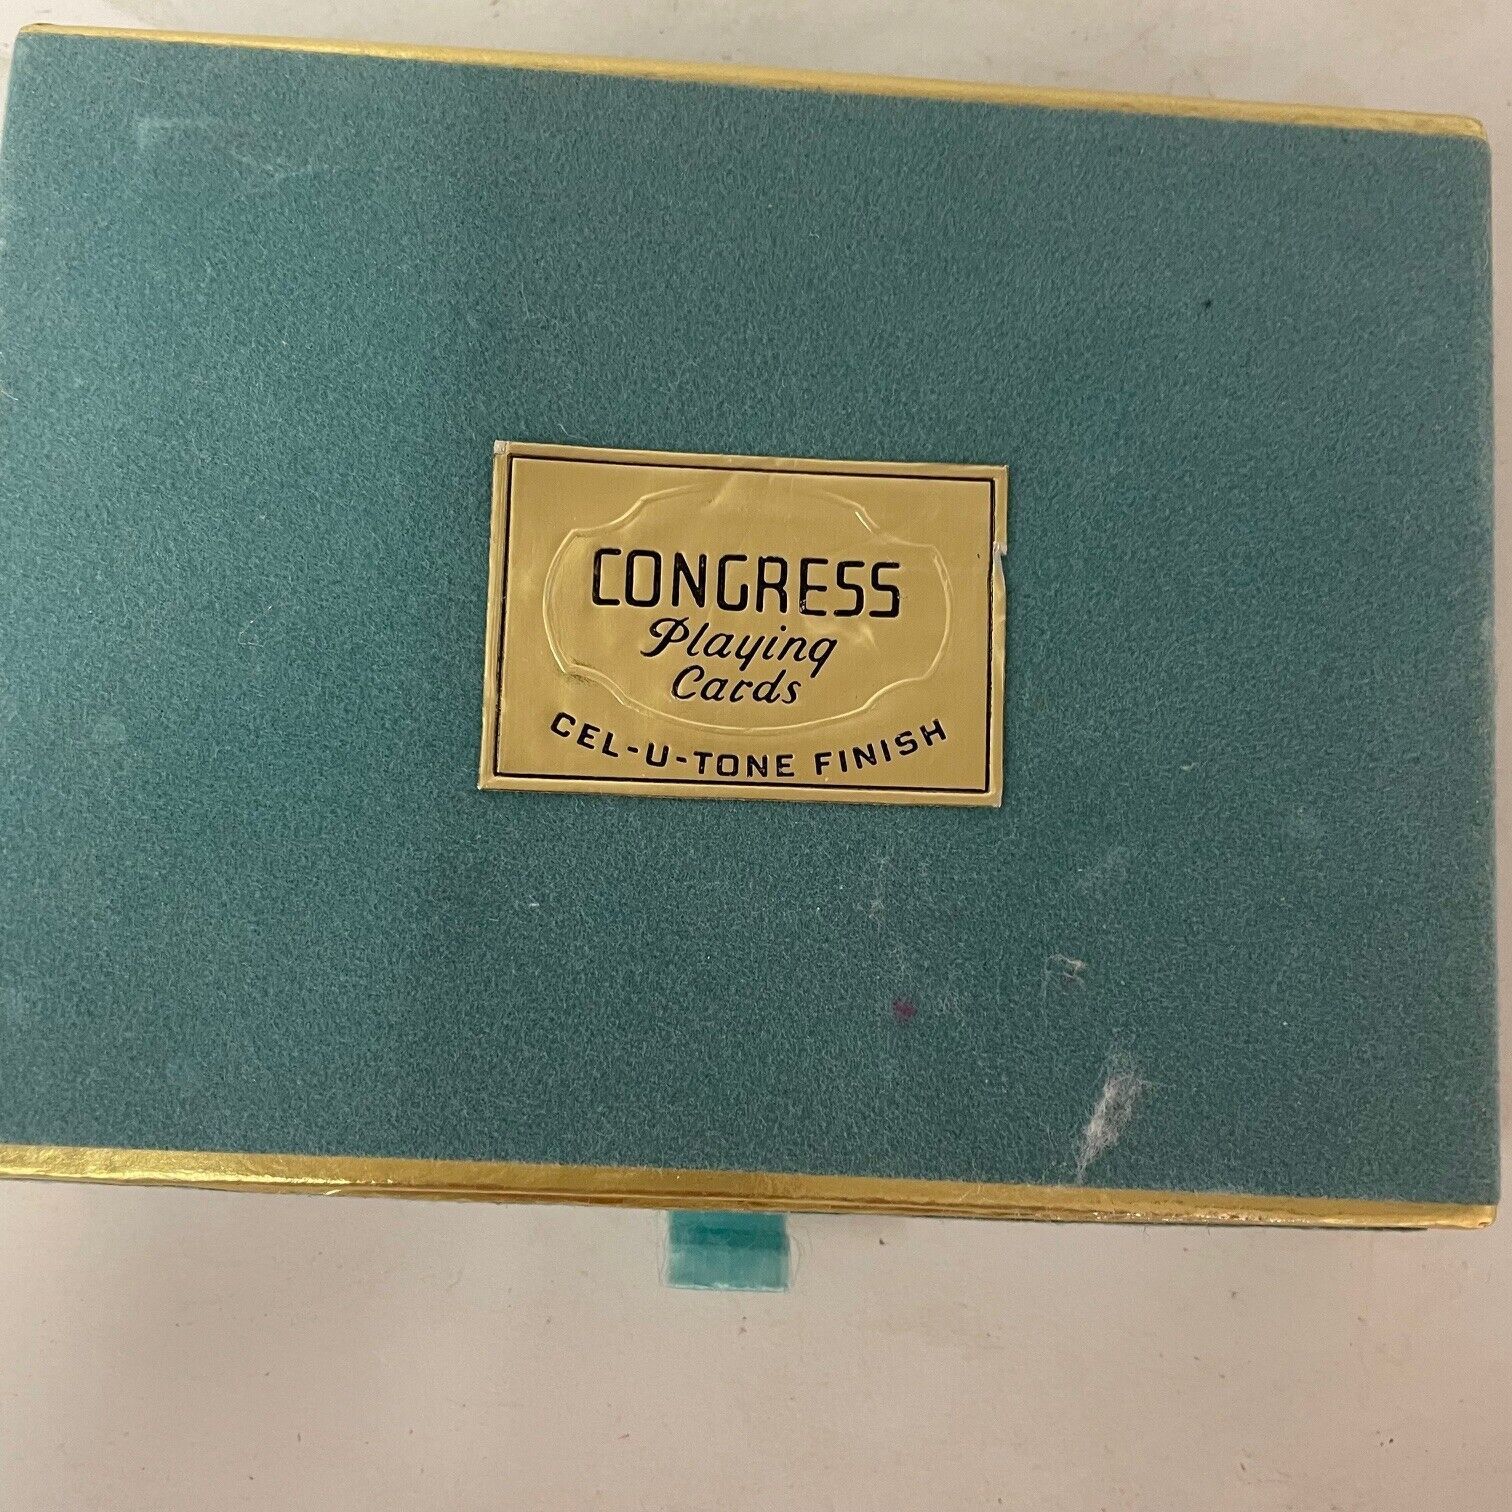 CONGRESS
Playing
Cards
CEL-U-TONE FINISH